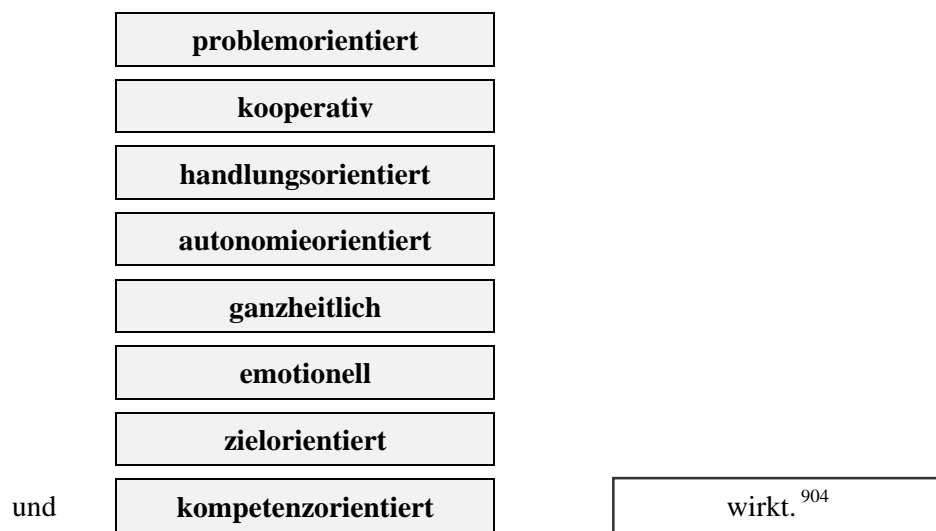 problemorientiert
kooperativ
handlungsorientiert
autonomieorientiert
ganzheitlich
emotionell
zielorientiert
und kompetenzorientiert wirkt. 904